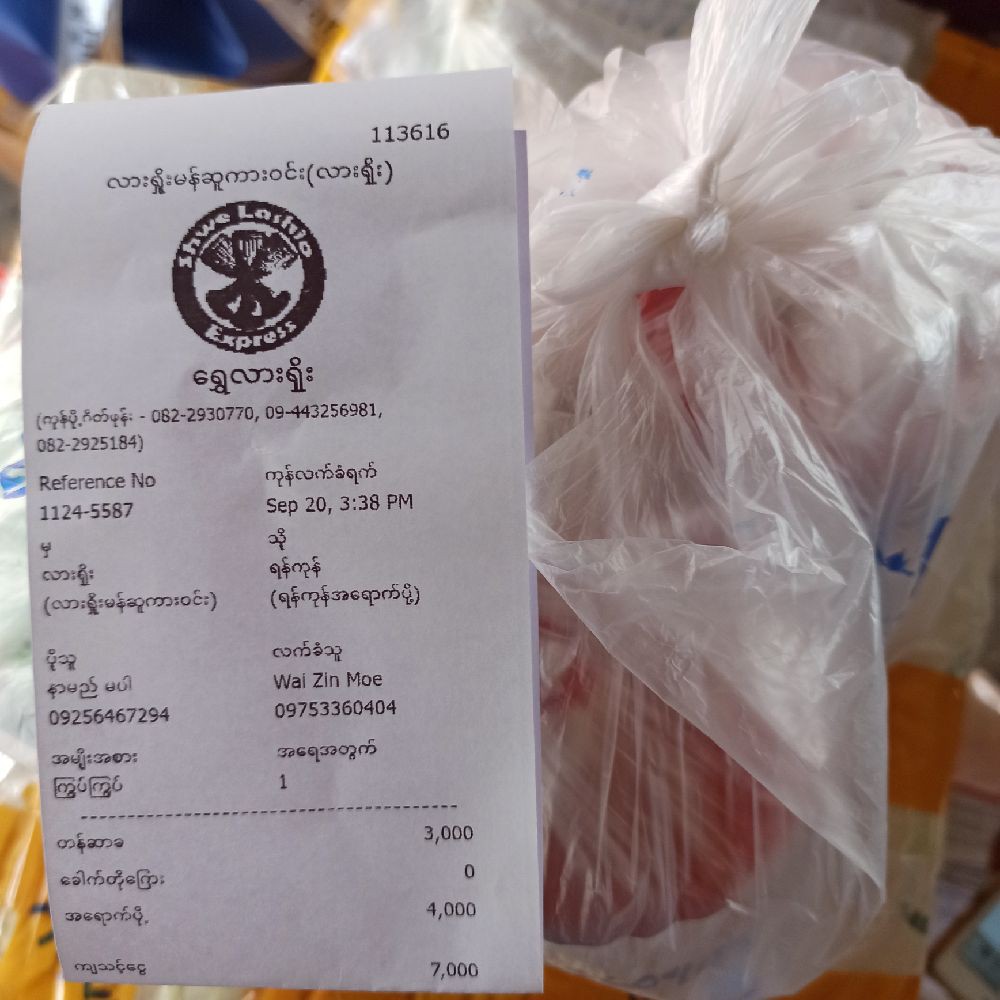 113616
လားရှိုးမန်ဆူကားဝင်း(လားရှိုး)
Shwe Lashio
Express
ရွှေလားရှိုး
(ကုန်ပို့ဂိတ်ဖုန်း - 082-2930770, 09-443256981,
082-2925184)
Reference No ကုန်လက်ခံရက်
1124-5587 Sep 20, 3:38 PM
မှ သို့
လားရှိုး ရန်ကုန်
(လားရှိုးမန်ဆူကားဝင်း) (ရန်ကုန်အရောက်ပို့)
ပို့သူ လက်ခံသူ
နာမည် မပါ Wai Zin Moe
09256467294 09753360404
အမျိုးအစား အရေအတွက်
ကြွပ်ကြွပ် 1
တန်ဆာခ 3,000
ခေါက်တိုကြေး 0
အရောက်ပို့ 4,000
ကျသင့်ငွေ 7,000